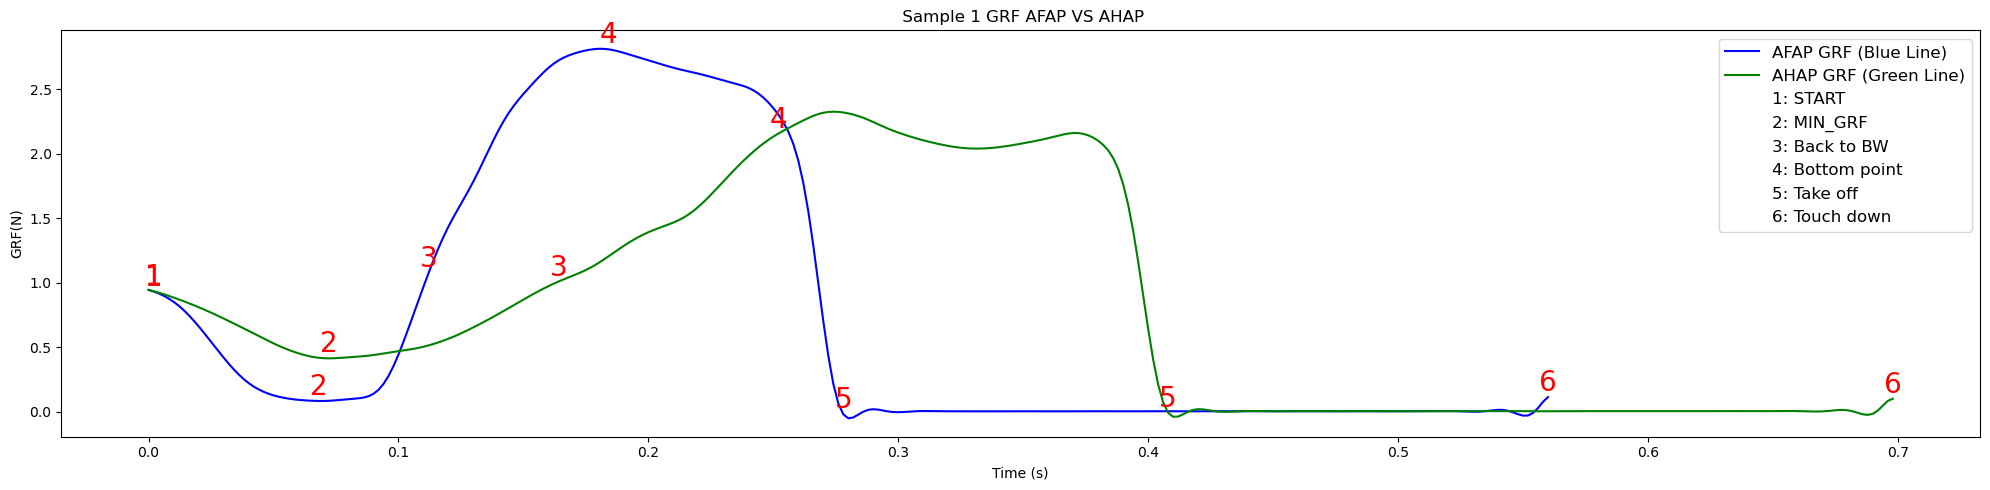 Sample 1 GRF AFAP VS AHAP
AFAP GRF (Blue Line)
AHAP GRF (Green Line)
1: START
2: MIN_GRF
3: Back to BW
4: Bottom point
5: Take off
6: Touch down
GRF(N)
2.5
2.0
1.5
1.0
0.5
0.0
4
4
1
1
3
3
2
2
5
5
6
6
0.0 0.1 0.2 0.3 0.4 0.5 0.6 0.7
Time (s)